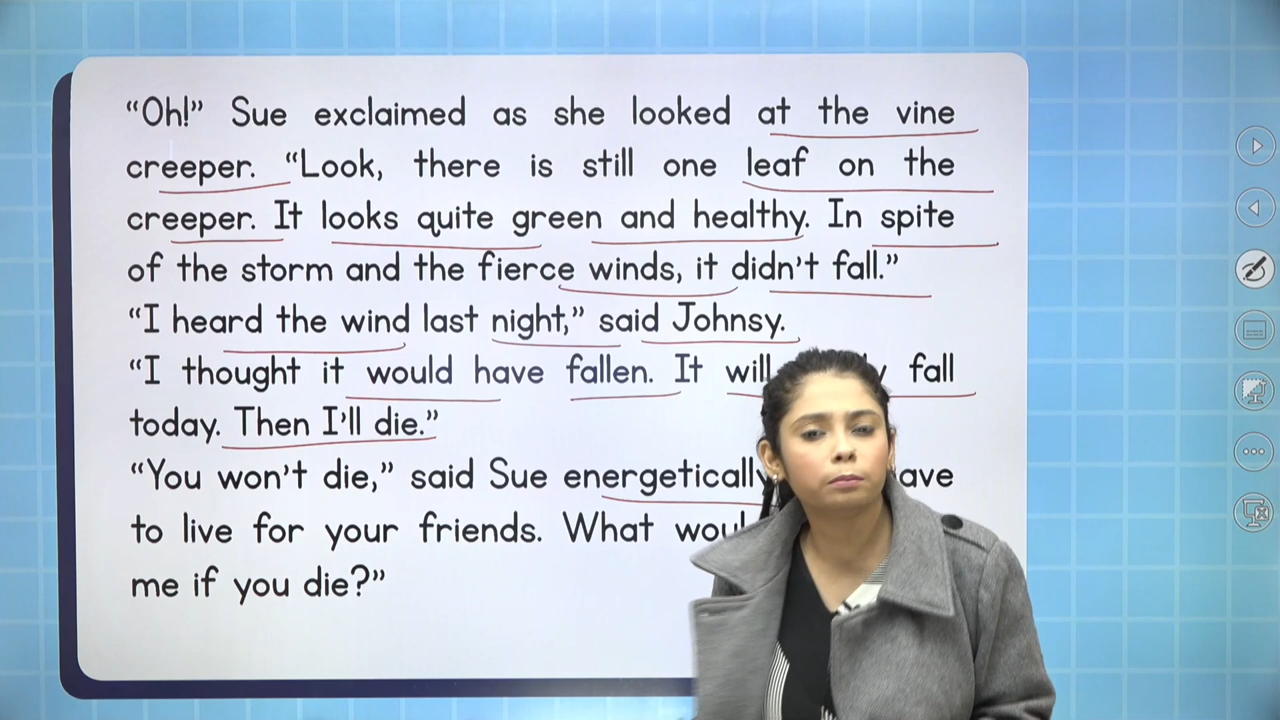 “Oh!” Sue exclaimed as she looked at the vine
creeper. “Look, there is still one leaf on the
creeper. It looks quite green and healthy. In spite
of the storm and the fierce winds, it didn’t fall.”
“I heard the wind last night,” said Johnsy.
“I thought it would have fallen. It will fall
today. Then I’ll die.”
“You won’t die,” said Sue energetically
to live for your friends. What
me if you die?”